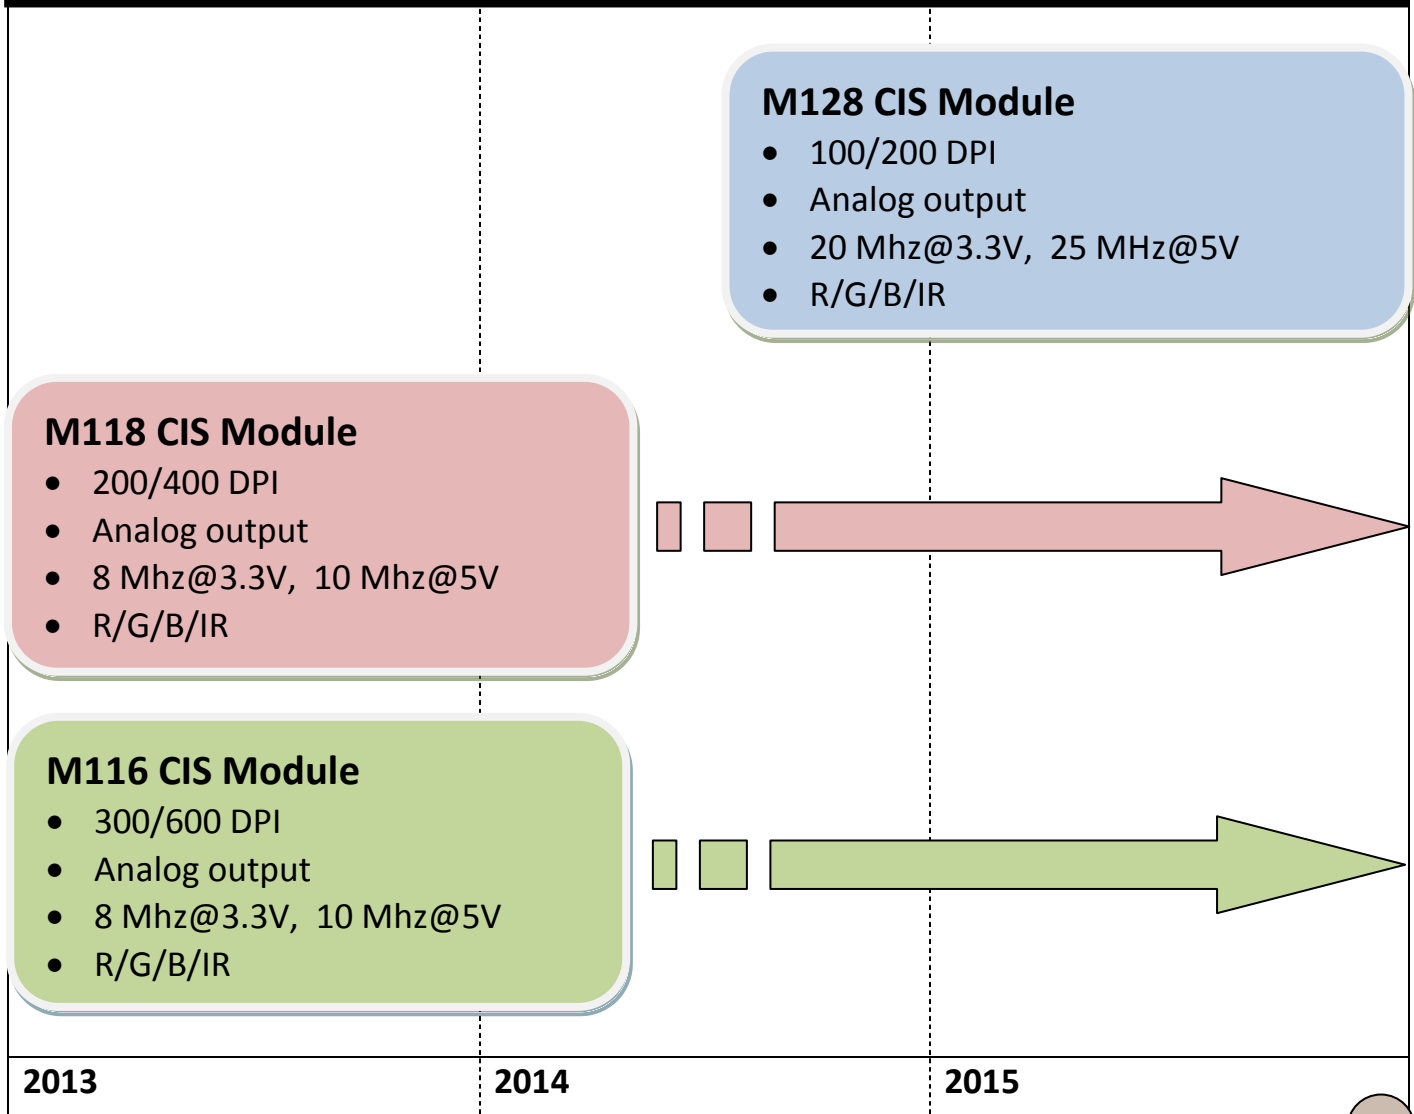 M128 CIS Module
• 100/200 DPI
• Analog output
• 20 Mhz@3.3V, 25 MHz@5V
• R/G/B/IR
M118 CIS Module
• 200/400 DPI
• Analog output
• 8 Mhz@3.3V, 10 Mhz@5V
• R/G/B/IR
M116 CIS Module
• 300/600 DPI
• Analog output
• 8 Mhz@3.3V, 10 Mhz@5V
• R/G/B/IR
2013 2014 2015